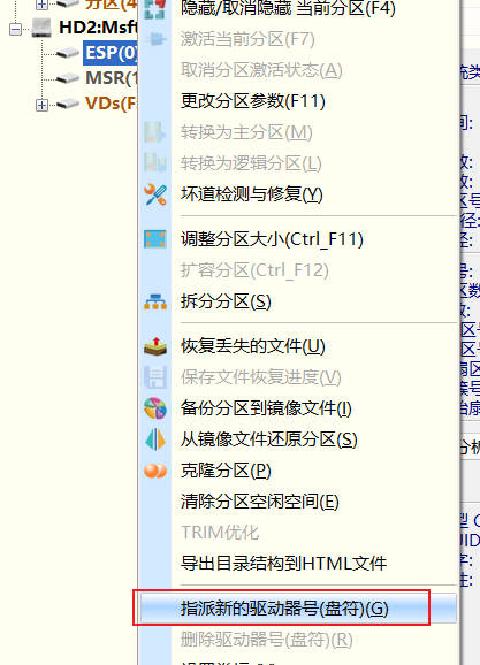 分区(4
隐藏/取消隐藏 当前分区(F4)
HD2:Msft
激活当前分区(F7)
ESP(0)
取消分区激活状态(A)
MSR(1
更改分区参数(F11)
VDs(F
转换为主分区(M)
转换为逻辑分区(L)
坏道检测与修复(Y)
调整分区大小(Ctrl_F11)
扩容分区(Ctrl_F12)
拆分分区(S)
恢复丢失的文件(U)
保存文件恢复进度(V)
备份分区到镜像文件(I)
从镜像文件还原分区(S)
克隆分区(P)
清除分区空闲空间(E)
TRIM优化
导出目录结构到HTML文件
指派新的驱动器号(盘符)(G)
删除驱动器号(盘符)(R)